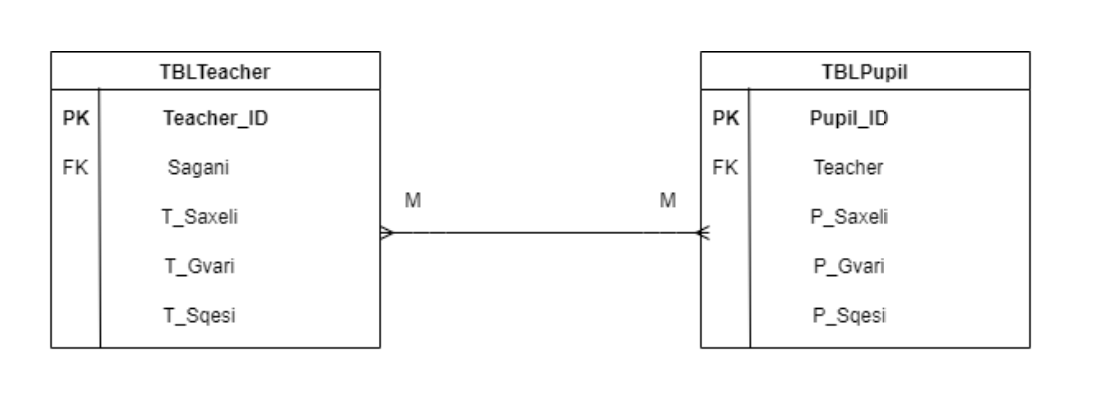 TBLTeacher
PK Teacher_ID
FK Sagani
T_Saxeli
T_Gvari
T_Sqesi
M M
TBLPupil
PK Pupil_ID
FK Teacher
P_Saxeli
P_Gvari
P_Sqesi